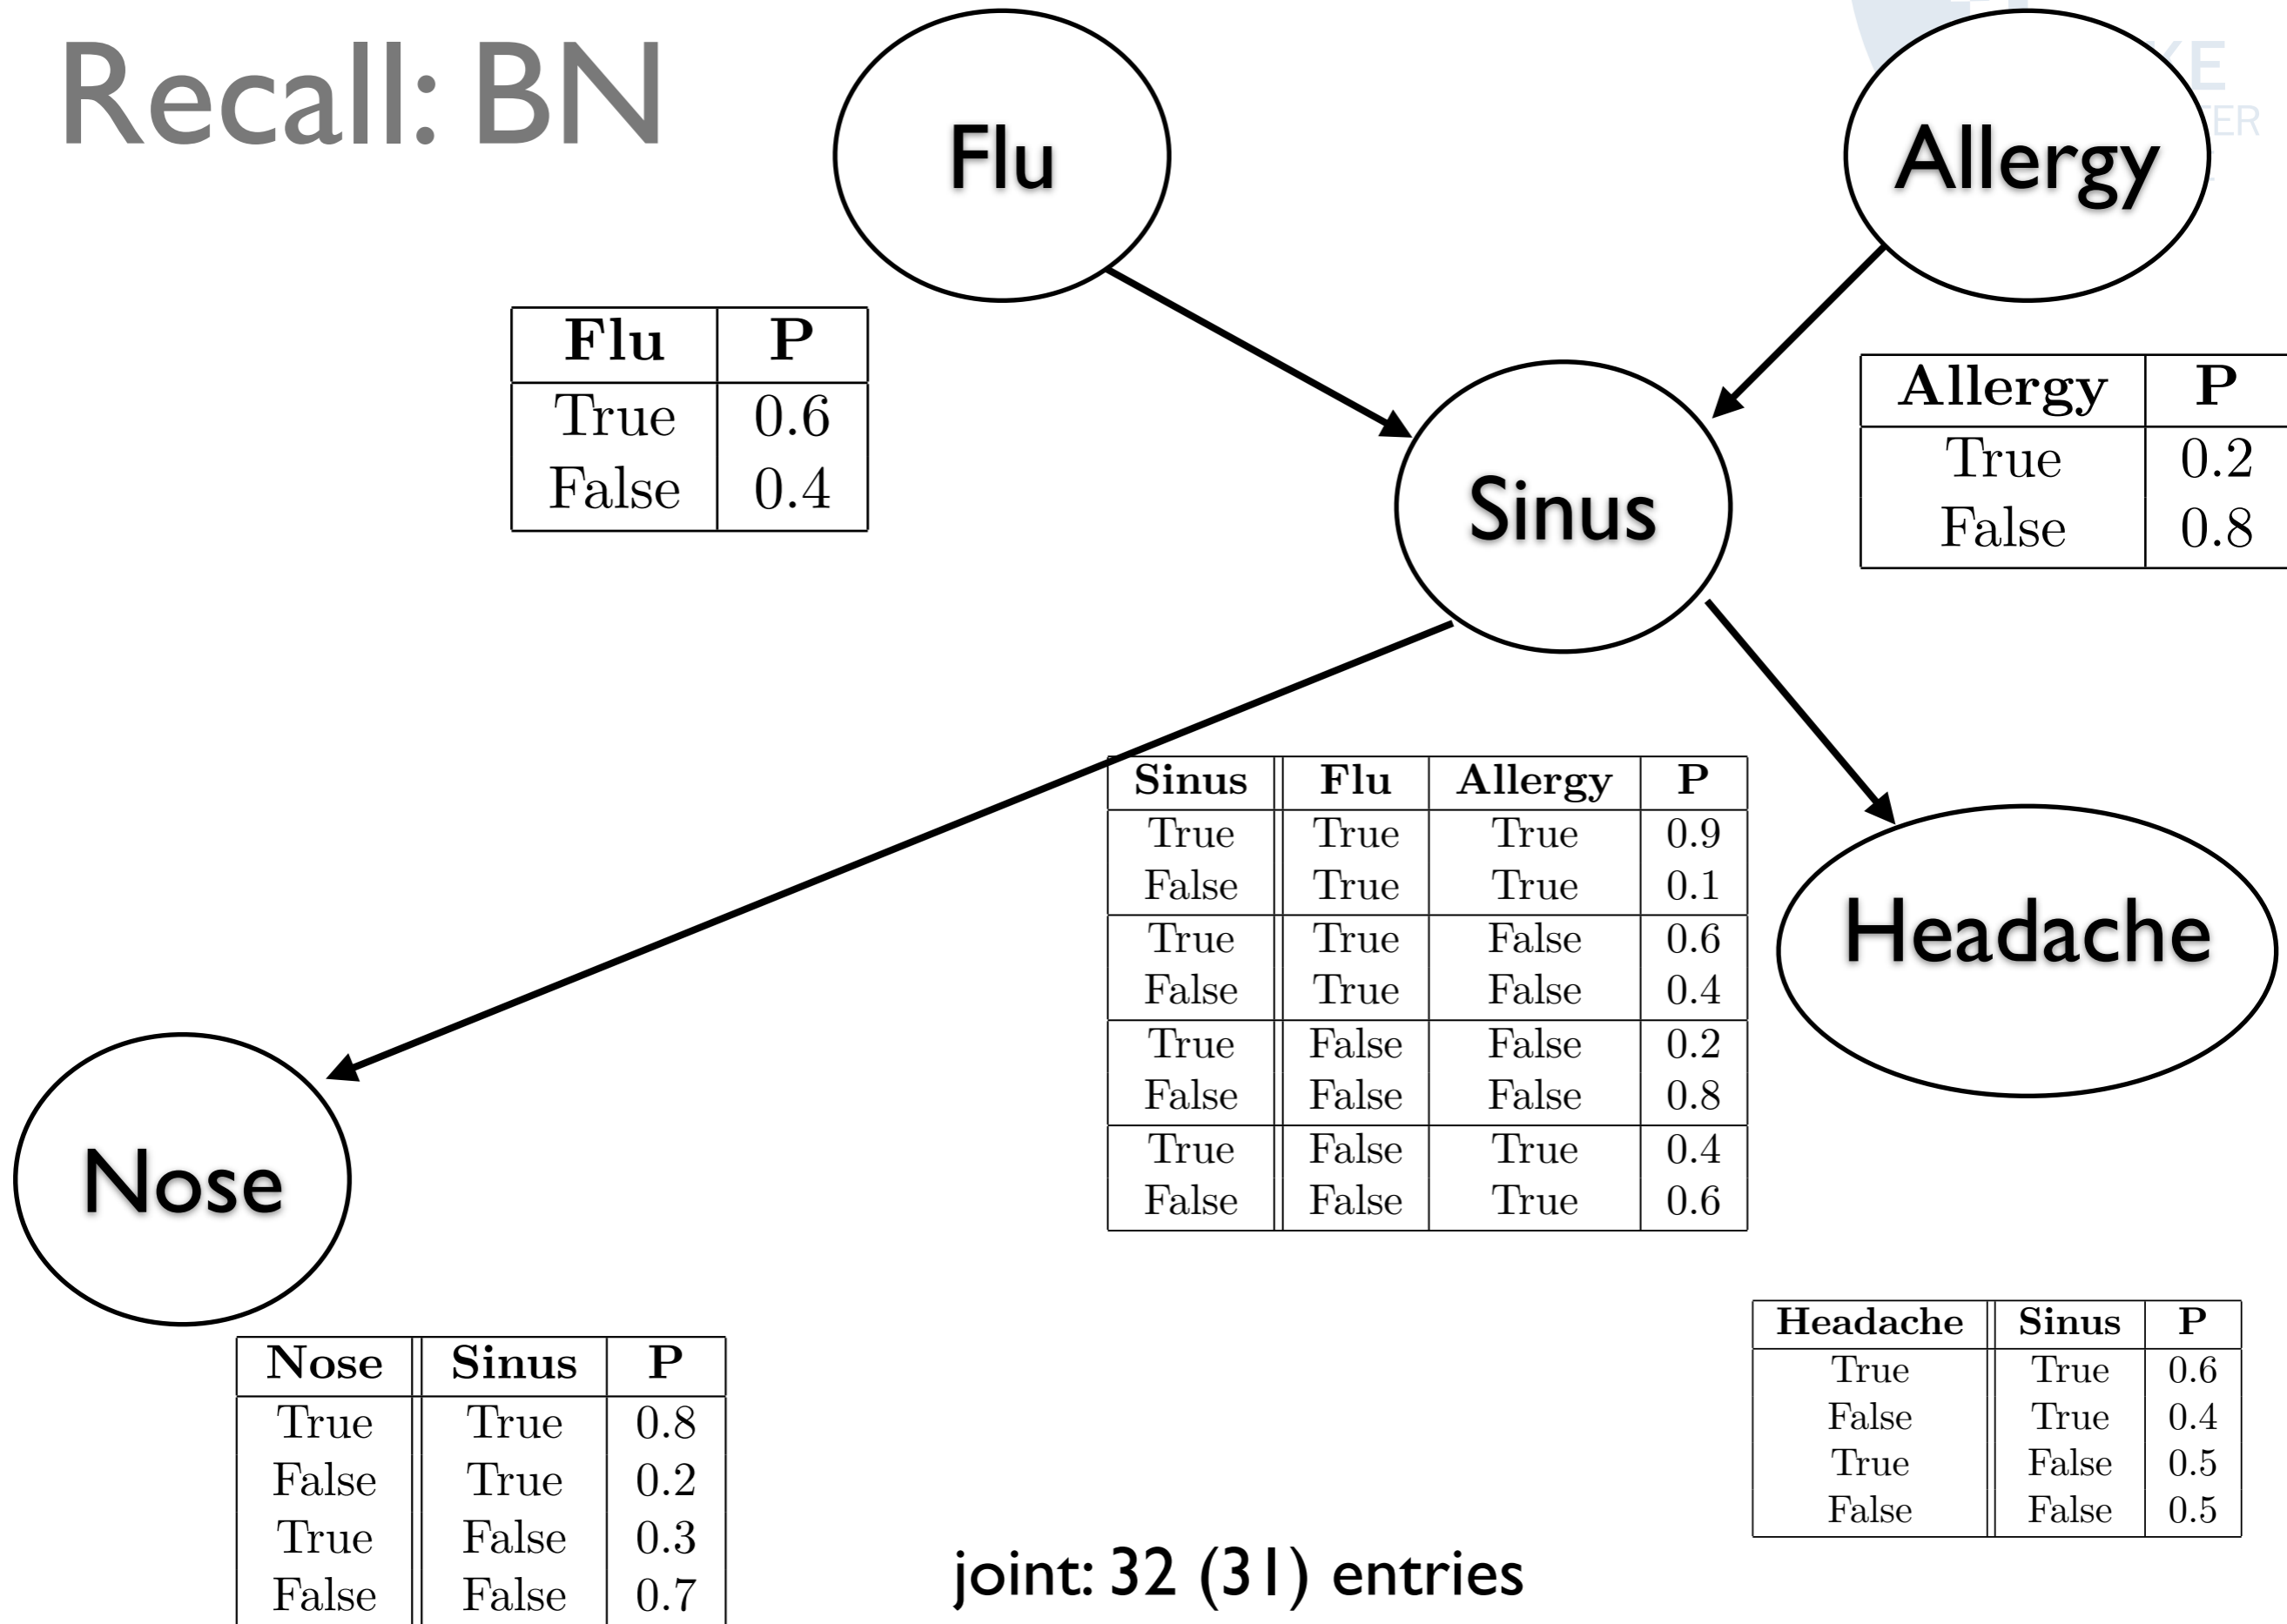 Recall: BN
Flu
Allergy
KE
ER
Flu P
True 0.6
False 0.4
Allergy P
True 0.2
False 0.8
Sinus
Sinus Flu Allergy P
True True True 0.9
False True True 0.1
True True False 0.6
False True False 0.4
True False False 0.2
False False False 0.8
True False True 0.4
False False True 0.6
Headache
Nose
Headache Sinus P
True True 0.6
False True 0.4
True False 0.5
False False 0.5
Nose Sinus P
True True 0.8
False True 0.2
True False 0.3
False False 0.7
joint: 32 (31) entries